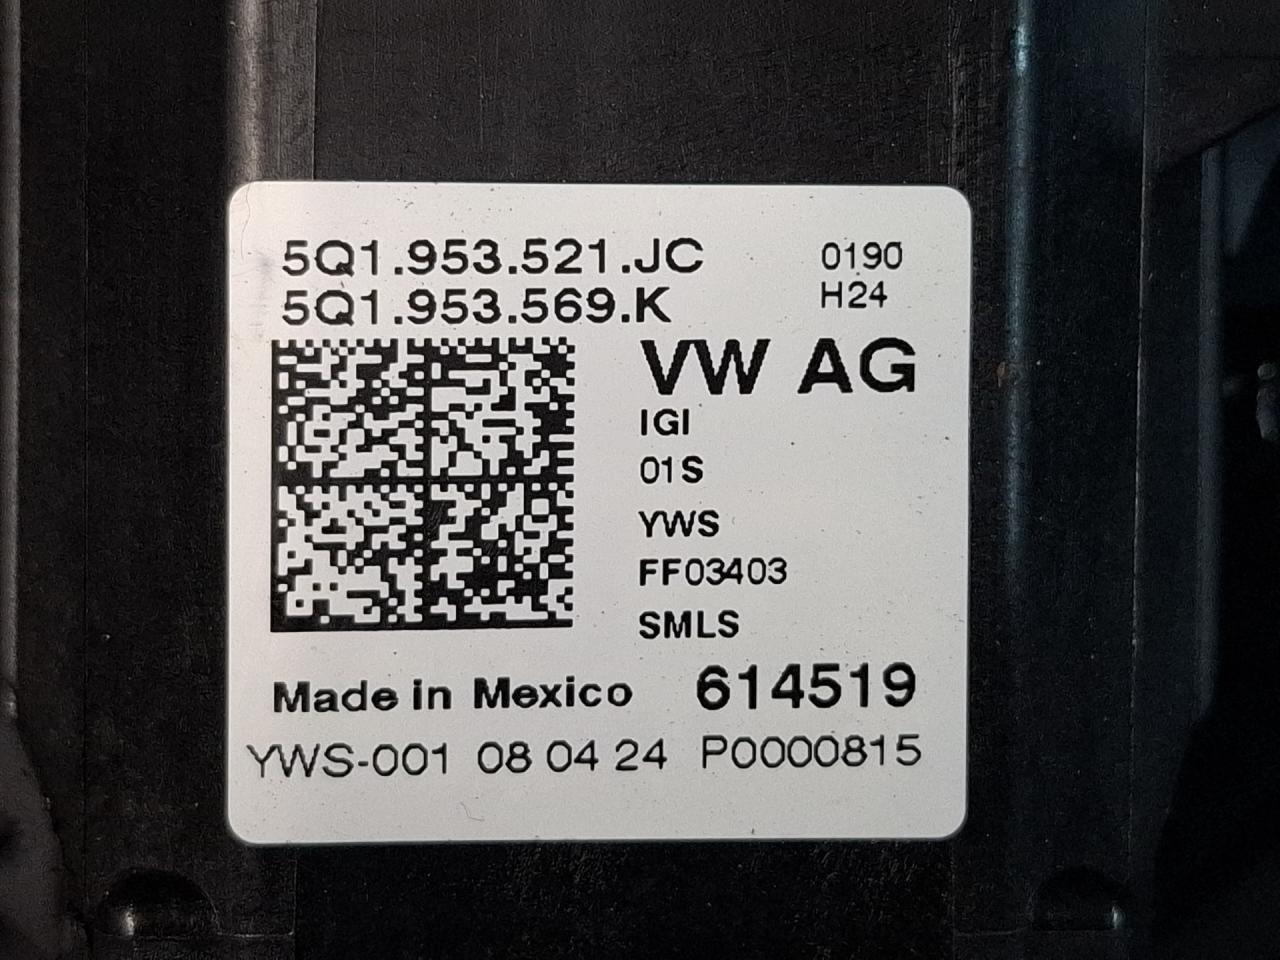 5Q1.953.521.JC 0190
5Q1.953.569.K H24
VW AG
IGI
01S
YWS
FF03403
SMLS
Made in Mexico 614519
YWS-001 08 04 24 P0000815